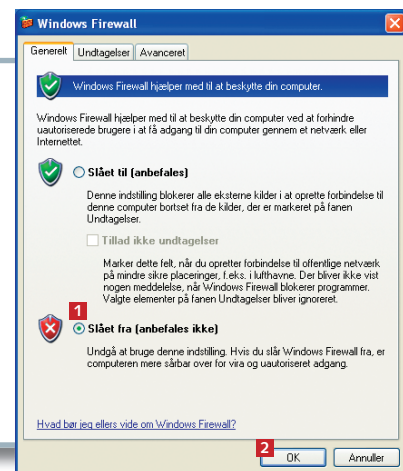 Windows Firewall
Generelt Undtagelser Avanceret
Windows Firewall hjælper med til at beskytte din computer.
Windows Firewall hjælper med til at beskytte din computer ved at forhindre
uautoriserede brugere i at få adgang til din computer gennem et netværk eller
Internettet.
Slået til (anbefales)
Denne indstilling blokerer alle eksterne kilder i at oprette forbindelse til
denne computer bortset fra de kilder, der er markeret på fanen
Undtagelser.
Tillad ikke undtagelser
Marker dette felt, når du opretter forbindelse til offentlige netværk
på mindre sikre placeringer, f.eks. i lufthavne. Der bliver ikke vist
nogen meddelelse, når Windows Firewall blokerer programmer.
Valgte elementer på fanen Undtagelser bliver ignoreret.
1
Slået fra (anbefales ikke)
Undgå at bruge denne indstilling. Hvis du slår Windows Firewall fra, er
computeren mere sårbar over for vira og uautoriseret adgang.
Hvad bør jeg ellers vide om Windows Firewall?
2
OK Annuller